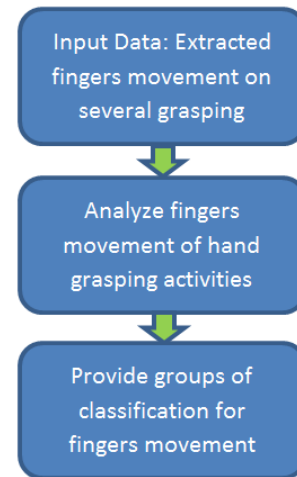 Input Data: Extracted
fingers movement on
several grasping
Analyze fingers
movement of hand
grasping activities
Provide groups of
classification for
fingers movement